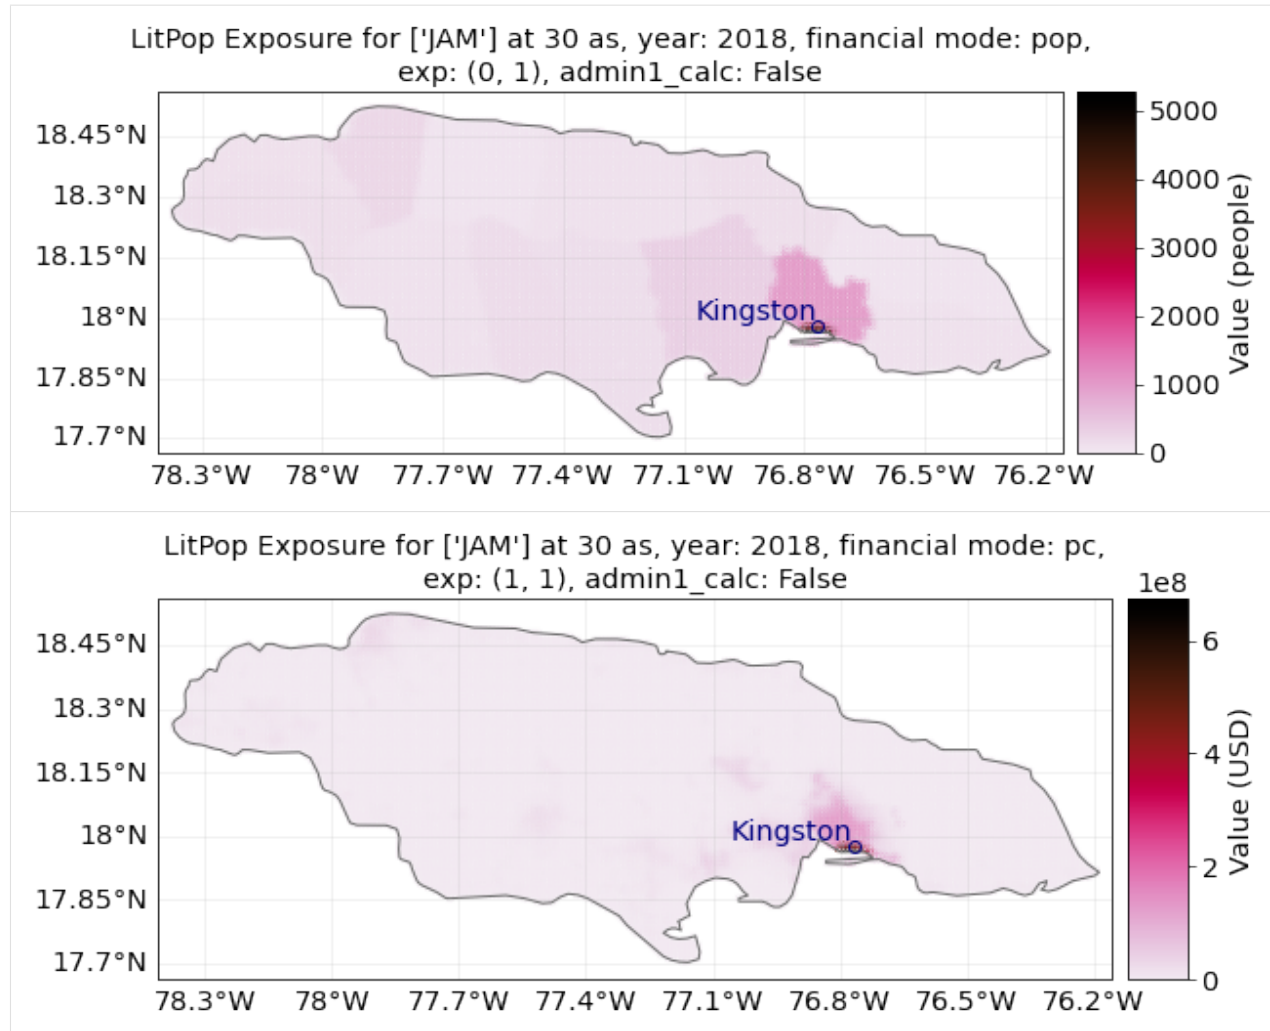 LitPop Exposure for ['JAM'] at 30 as, year: 2018, financial mode: pop,
exp: (0, 1), admin1_calc: False
18.45°N
18.3°N
18.15°N
18°N
17.85°N
17.7°N
Kingston
78.3°W 78°W 77.7°W 77.4°W 77.1°W 76.8°W 76.5°W 76.2°W
5000
4000
3000
2000
1000
0
Value (people)
LitPop Exposure for ['JAM'] at 30 as, year: 2018, financial mode: pc,
exp: (1, 1), admin1_calc: False
1e8
18.45°N
18.3°N
18.15°N
18°N
17.85°N
17.7°N
Kingston
78.3°W 78°W 77.7°W 77.4°W 77.1°W 76.8°W 76.5°W 76.2°W
6
4
2
0
Value (USD)